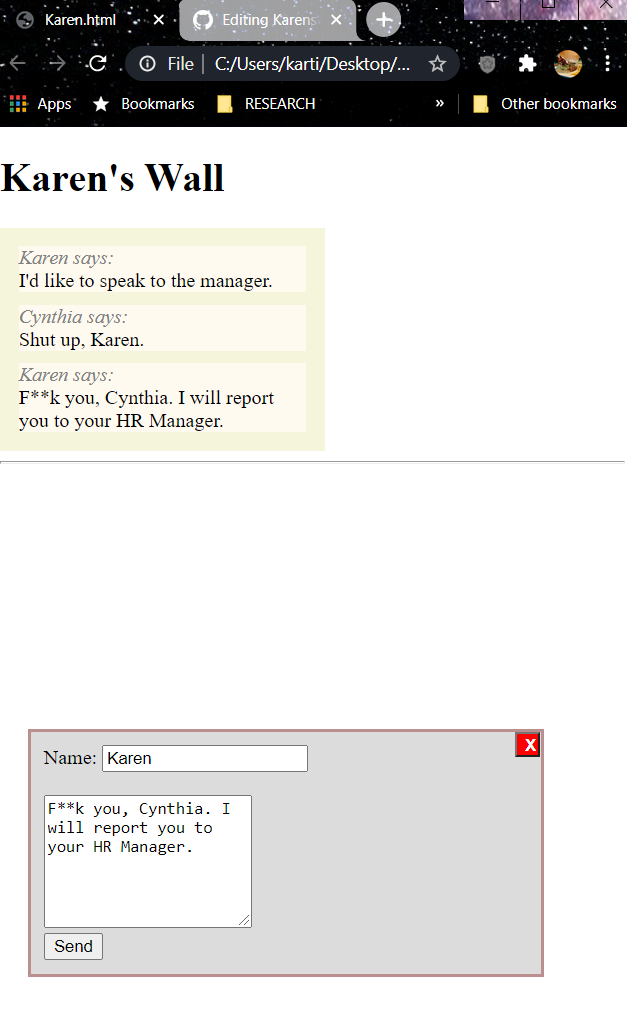 Karen.html
Editing Karens
File
C:/Users/karti/Desktop/...
Apps
Bookmarks
RESEARCH
»
Other bookmarks
Karen's Wall
Karen says:
I'd like to speak to the manager.
Cynthia says:
Shut up, Karen.
Karen says:
F**k you, Cynthia. I will report
you to your HR Manager.
X
Name: Karen
F**k you, Cynthia. I
will report you to
your HR Manager.
Send